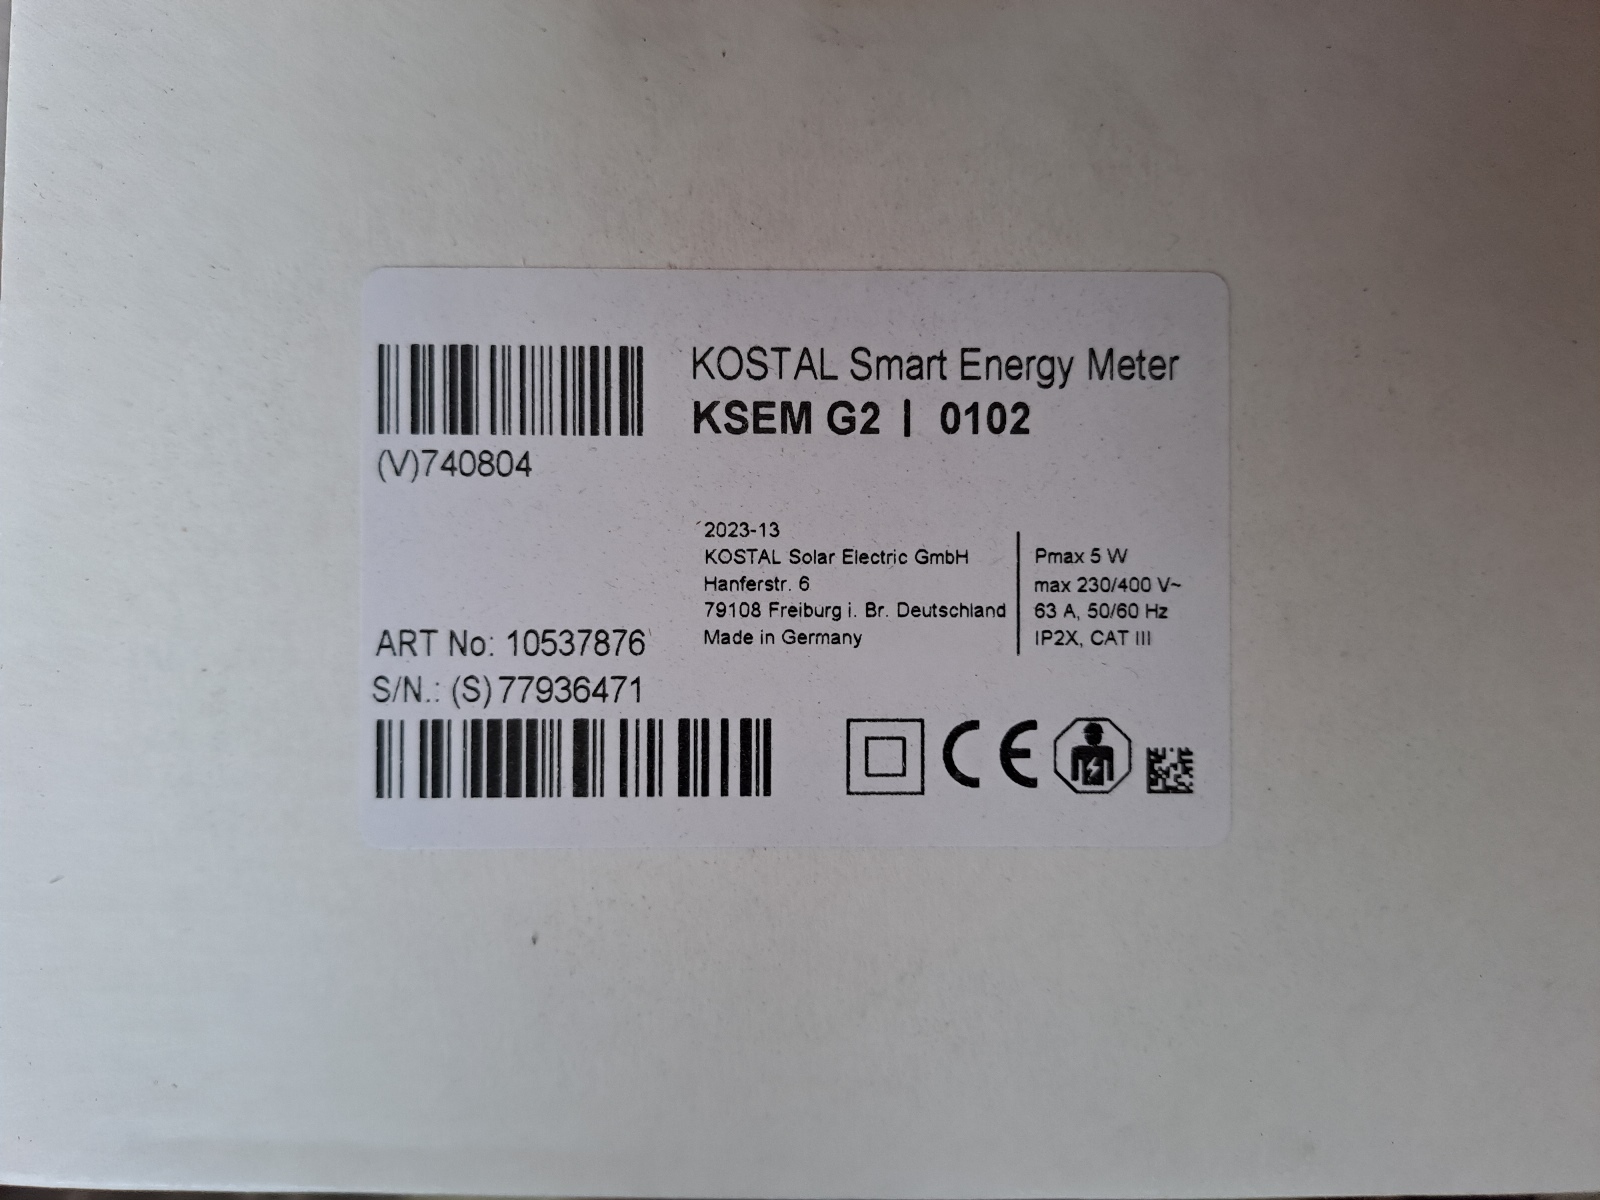 KOSTAL Smart Energy Meter
KSEM G2 | 0102
(V)740804
2023-13
KOSTAL Solar Electric GmbH
Hanferstr. 6
79108 Freiburg i. Br. Deutschland
Made in Germany
Pmax 5 W
max 230/400 V~
63 A, 50/60 Hz
IP2X, CAT III
ART No: 10537876
S/N.: (S)77936471
CE